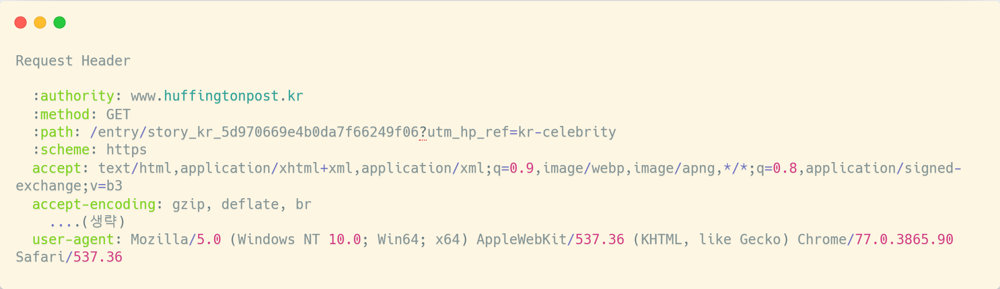 Request Header
:authority: www.huffingtonpost.kr
:method: GET
:path: /entry/story_kr_5d970669e4b0da7f66249f06?utm_hp_ref=kr-celebrity
:scheme: https
accept: text/html,application/xhtml+xml,application/xml;q=0.9,image/webp,image/apng,*/*;q=0.8,application/signed-
exchange;v=b3
accept-encoding: gzip, deflate, br
....(생략)
user-agent: Mozilla/5.0 (Windows NT 10.0; Win64; x64) AppleWebKit/537.36 (KHTML, like Gecko) Chrome/77.0.3865.90
Safari/537.36